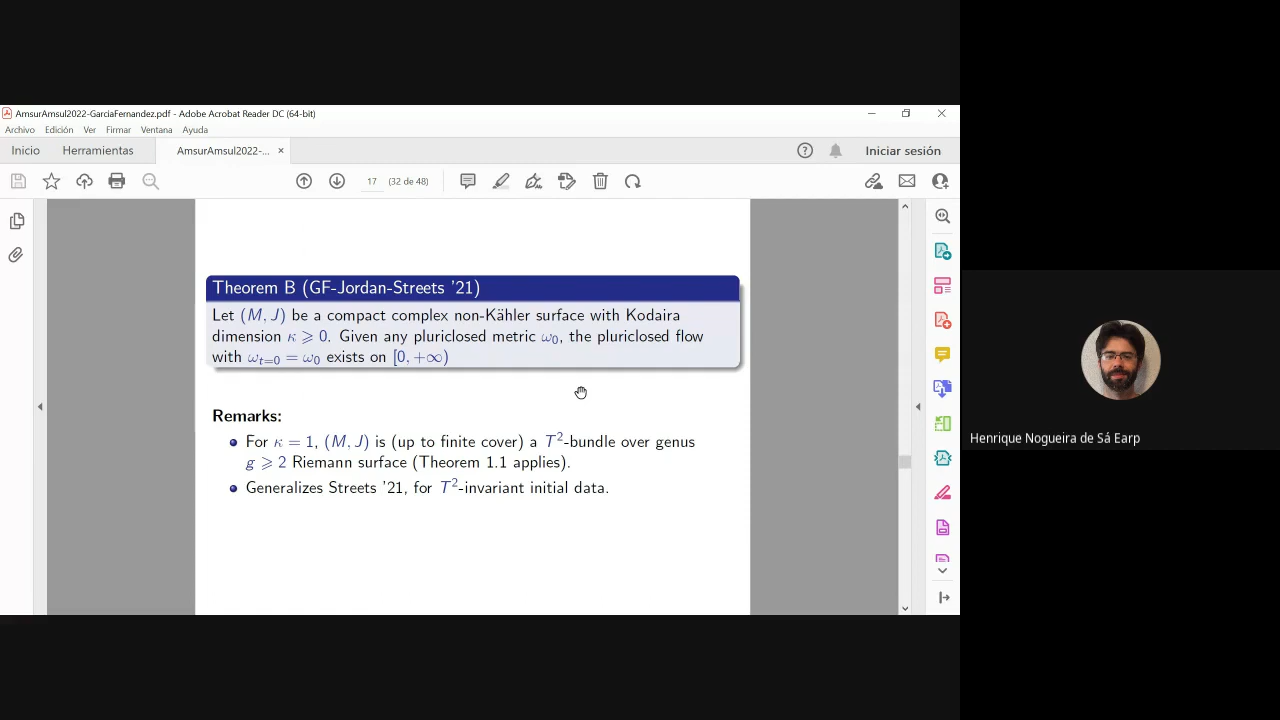 AmsurAmsul2022-GarciaFernandez.pdf - Adobe Acrobat Reader DC (64-bit)
Archivo Edición Ver Firmar Ventana Ayuda
Inicio Herramientas AmsurAmsul2022-... × Iniciar sesión
17 (32 de 48)
Theorem B (GF-Jordan-Streets '21)
Let (M, J) be a compact complex non-Kähler surface with Kodaira
dimension κ ⩾ 0. Given any pluriclosed metric ω₀, the pluriclosed flow
with ωₜ₌₀ = ω₀ exists on [0, +∞)
Remarks:
For κ = 1, (M, J) is (up to finite cover) a T²-bundle over genus
g ⩾ 2 Riemann surface (Theorem 1.1 applies).
Generalizes Streets '21, for T²-invariant initial data.
Henrique Nogueira de Sá Earp